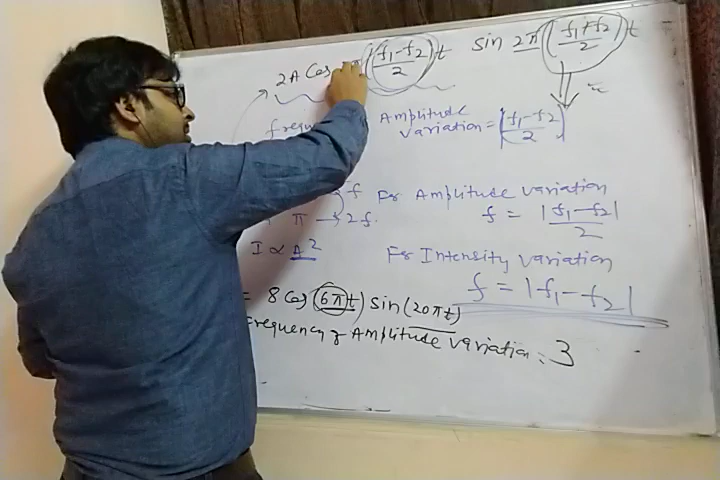 2A Cos π (f1-f2)/2 t sin 2π (f1+f2)/2 t
Amplitude
variation = |f1-f2|/2
f
For Amplitude variation
π → 2f.
f = |f1-f2|/2
I ∝ A²
For Intensity variation
f = |f1-f2|
= 8 Cos (6πt) sin(20πt)
frequency of Amplitude variation = 3